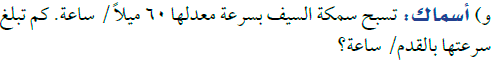 و) أسماك: تسبح سمكة السيف بسرعة معدلها ٦٠ ميلاً / ساعة. كم تبلغ
سرعتها بالقدم/ ساعة؟